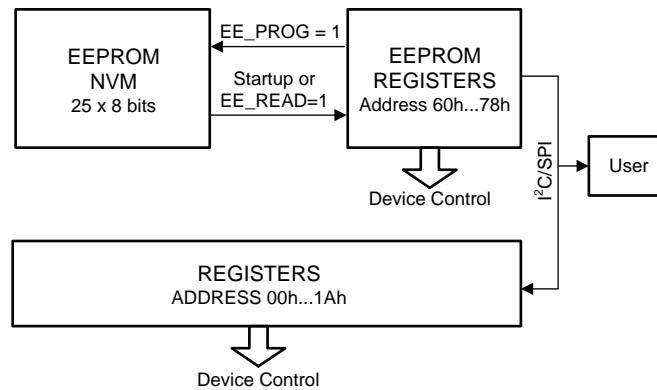 EE_PROG = 1
EEPROM
NVM
25 x 8 bits
Startup or
EE_READ=1
EEPROM
REGISTERS
Address 60h...78h
Device Control
I²C/SPI
User
REGISTERS
ADDRESS 00h...1Ah
Device Control